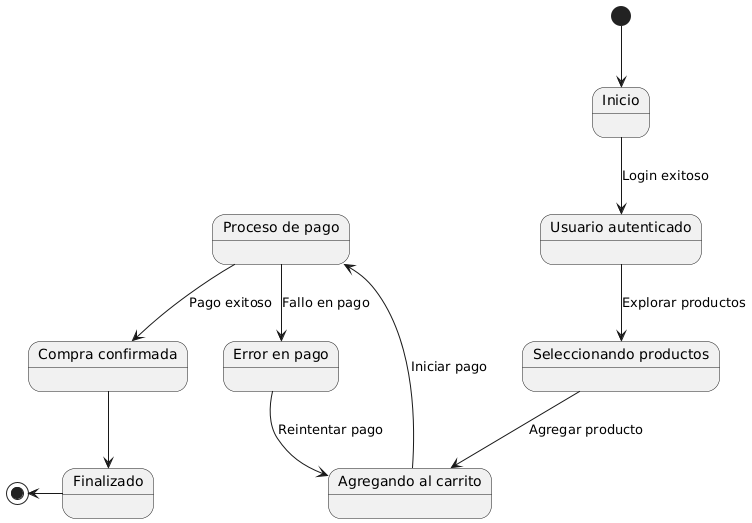 Inicio
Login exitoso
Proceso de pago
Usuario autenticado
Pago exitoso
Fallo en pago
Explorar productos
Compra confirmada
Error en pago
Iniciar pago
Seleccionando productos
Reintentar pago
Agregar producto
Finalizado
Agregando al carrito